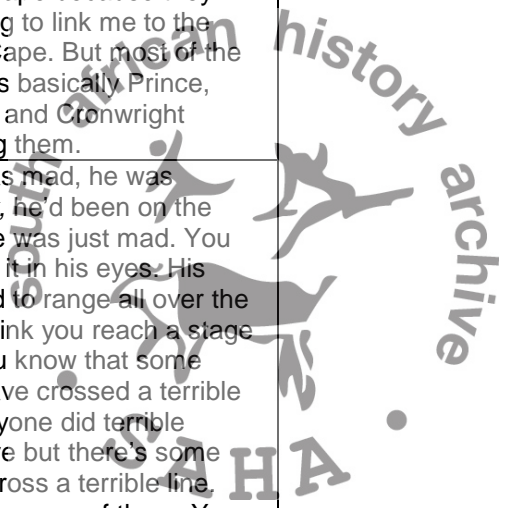 ape because they
g to link me to the
Cape. But most of the
s basically Prince,
and Cronwright
g them.
s mad, he was
, he'd been on the
e was just mad. You
it in his eyes. His
d to range all over the
ink you reach a stage
u know that some
ve crossed a terrible
yone did terrible
e but there's some
ross a terrible line.
south african history archive
SAHA